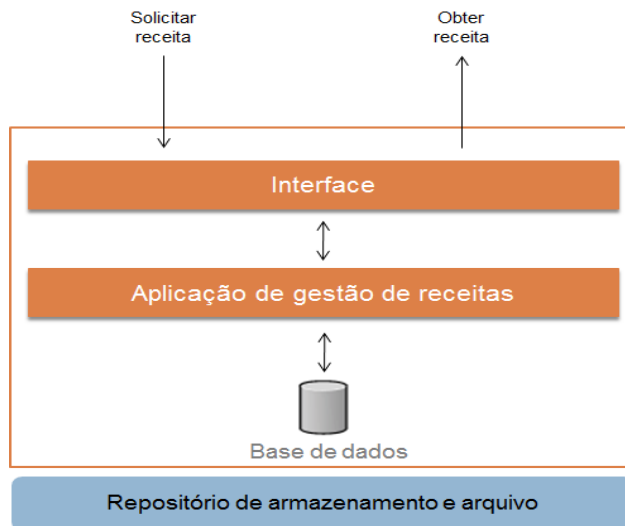 Solicitar
receita
Obter
receita
Interface
Aplicação de gestão de receitas
Base de dados
Repositório de armazenamento e arquivo